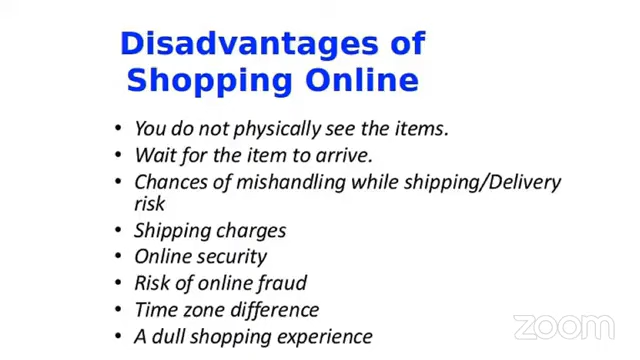 Disadvantages of
Shopping Online
• You do not physically see the items.
• Wait for the item to arrive.
• Chances of mishandling while shipping/Delivery
risk
• Shipping charges
• Online security
• Risk of online fraud
• Time zone difference
• A dull shopping experience
zoom